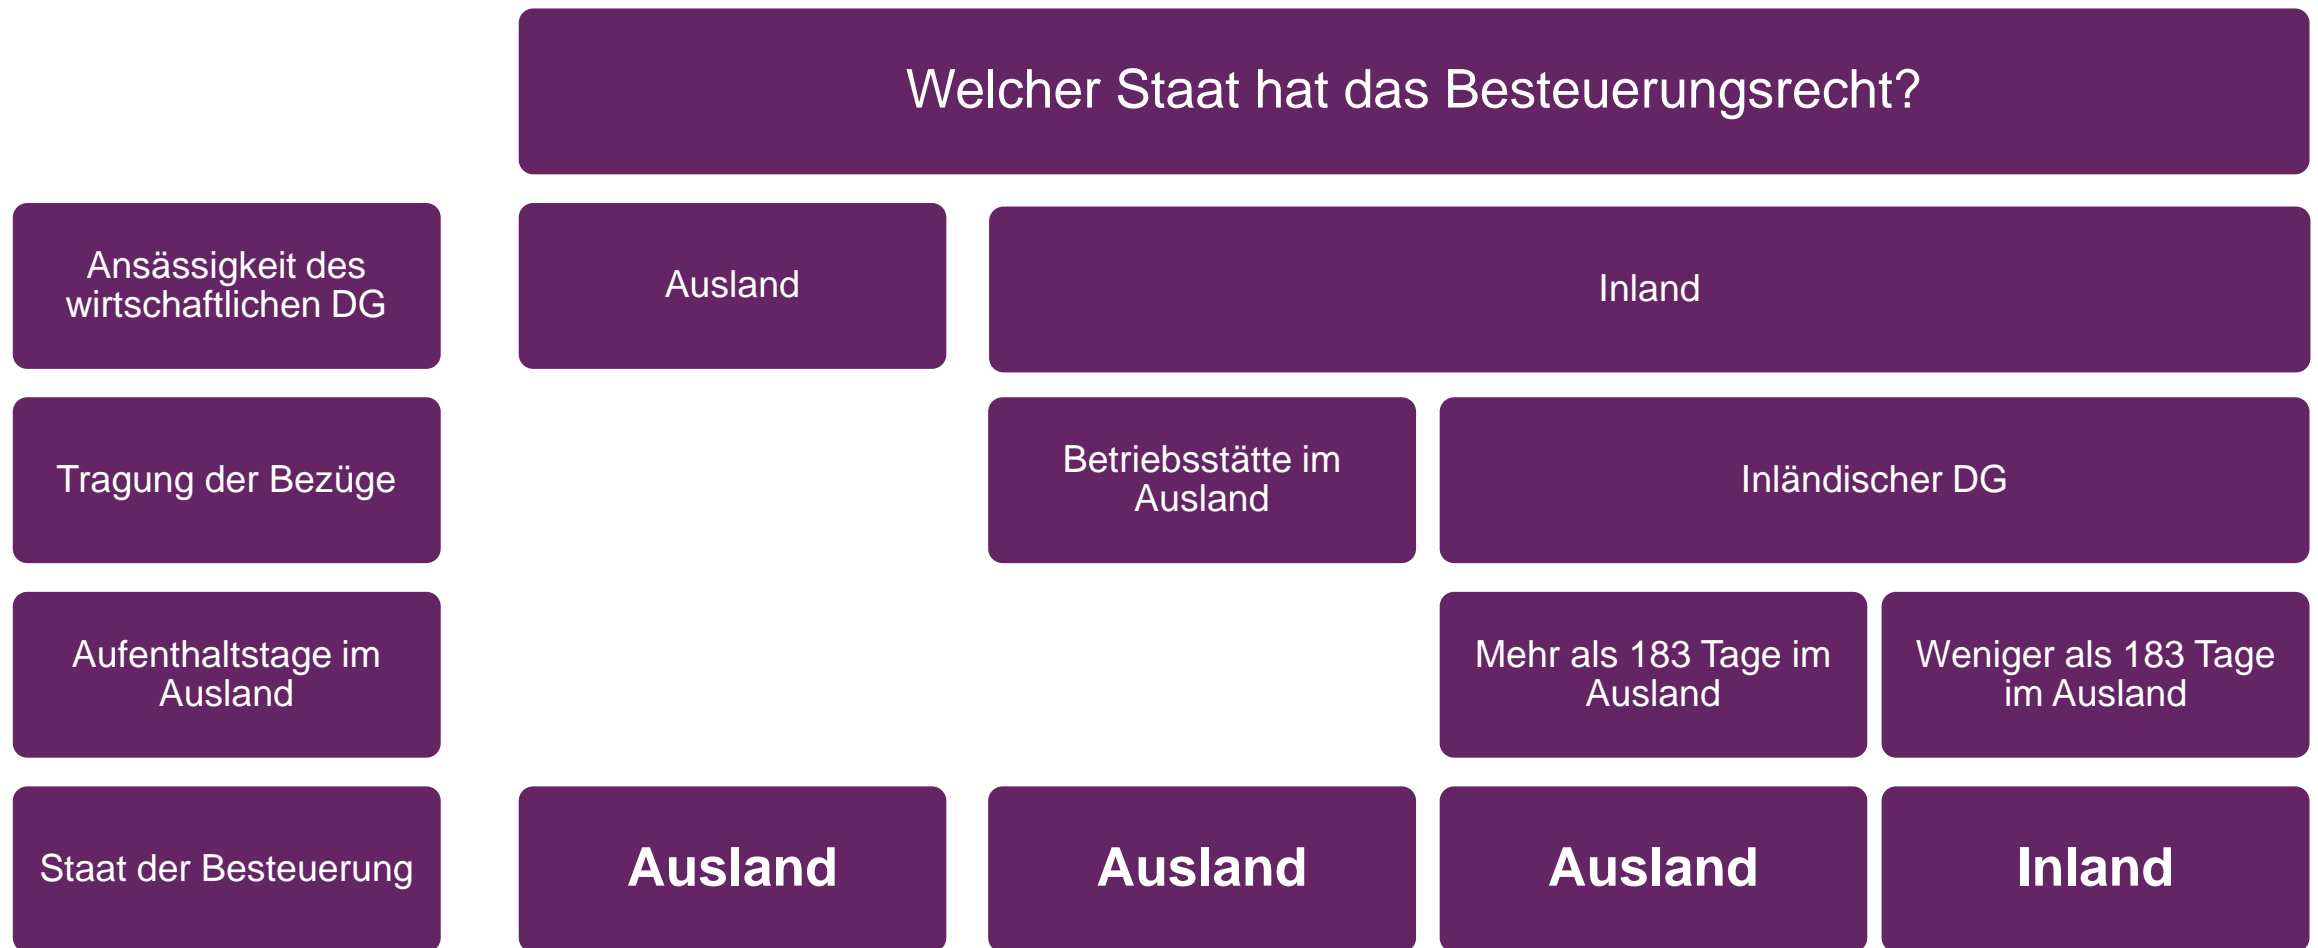 Welcher Staat hat das Besteuerungsrecht?
Ansässigkeit des
wirtschaftlichen DG
Ausland
Inland
Tragung der Bezüge
Betriebsstätte im
Ausland
Inländischer DG
Aufenthaltstage im
Ausland
Mehr als 183 Tage im
Ausland
Weniger als 183 Tage
im Ausland
Staat der Besteuerung
Ausland
Ausland
Ausland
Inland